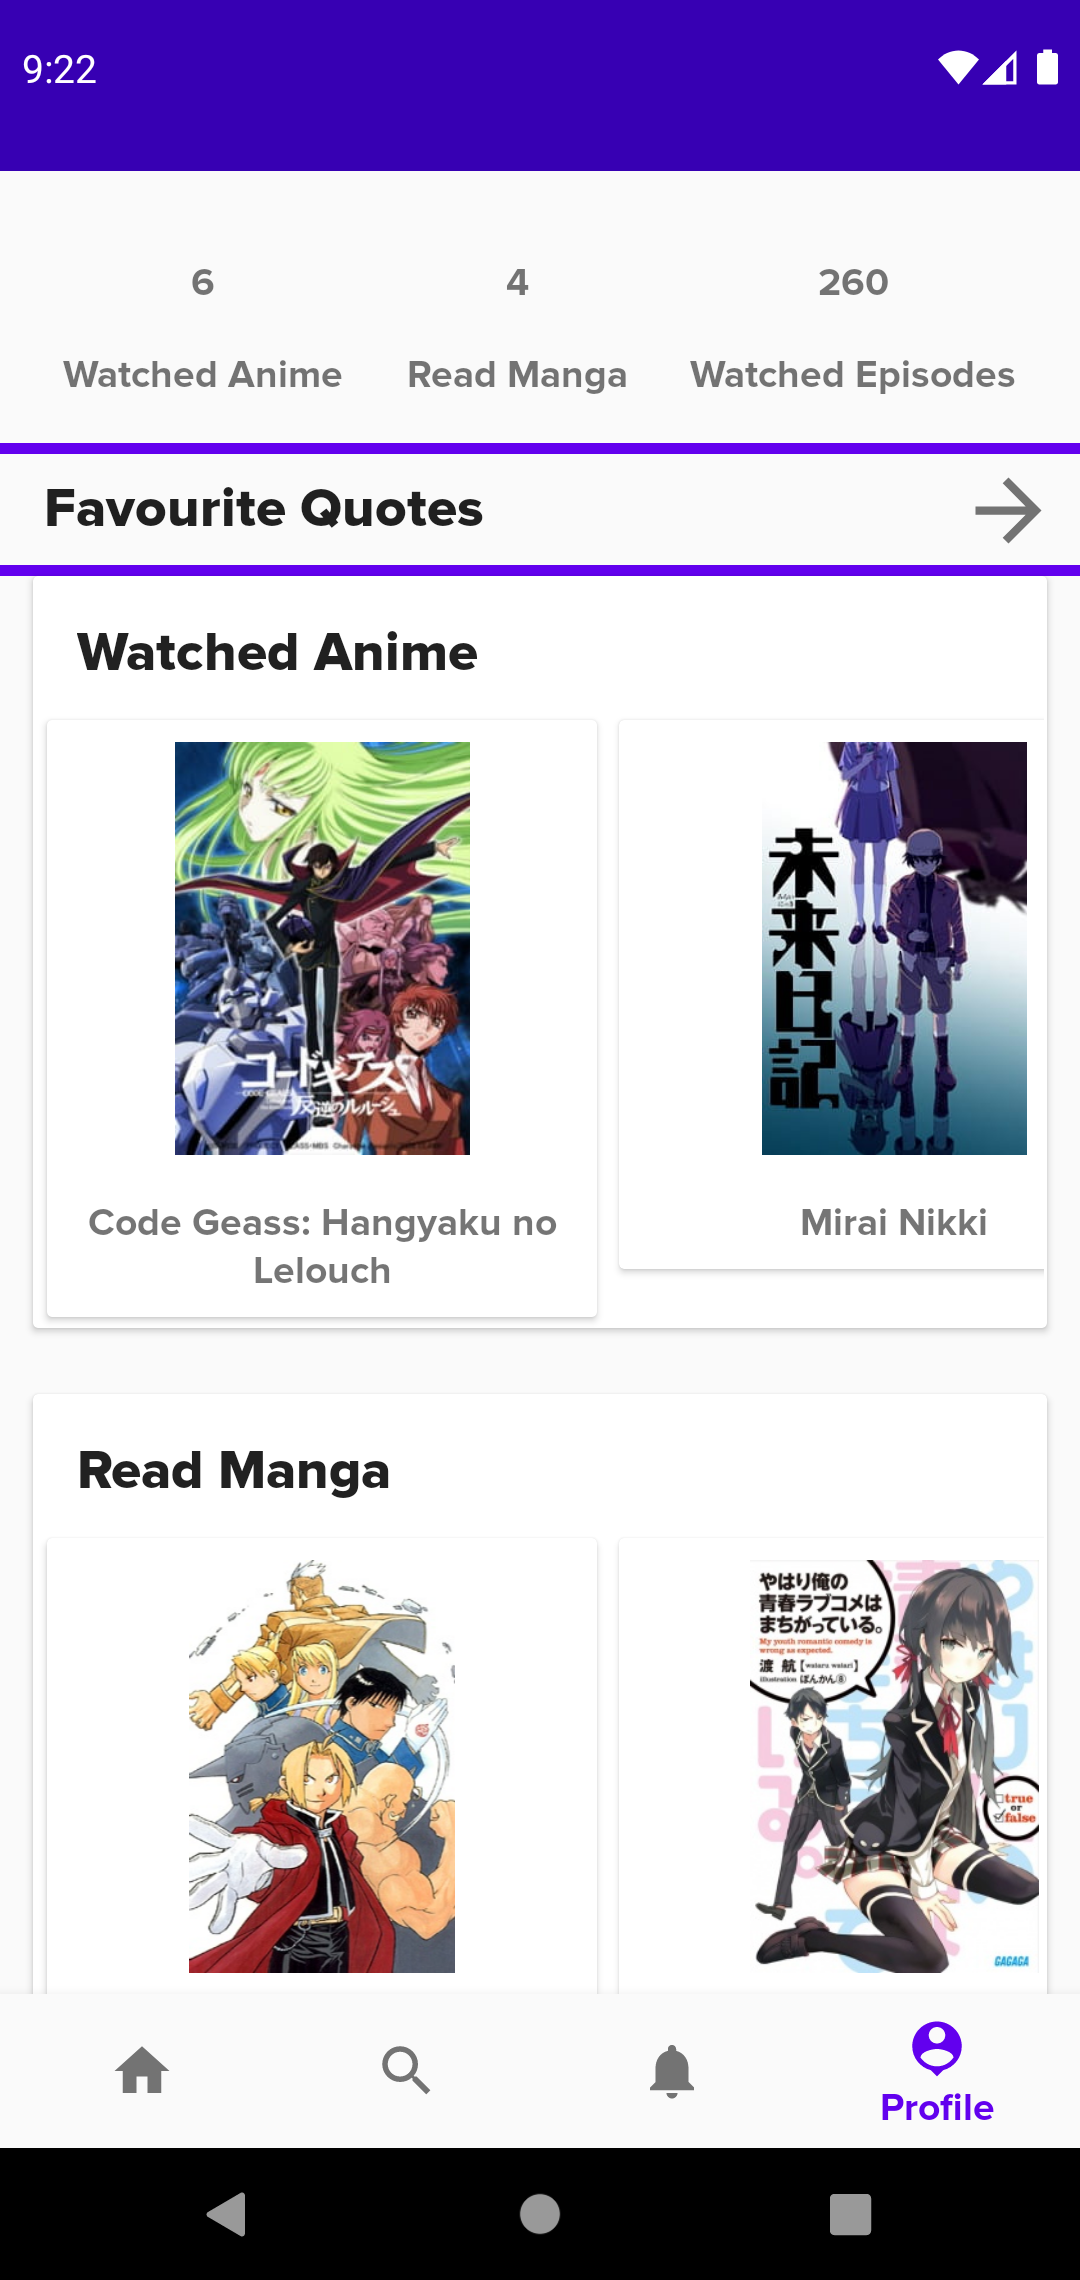 9:22
6
4
260
Watched Anime
Read Manga
Watched Episodes
Favourite Quotes
Watched Anime
コードギアス
反逆のルルーシュ
未来日記
Code Geass: Hangyaku no
Lelouch
Mirai Nikki
Read Manga
やはり俺の
青春ラブコメは
まちがっている。
My youth romantic comedy is
wrong as expected.
渡 航【wataru watari】
illustration ぽんかん⑧
true
or
false
GAGAGA
Profile